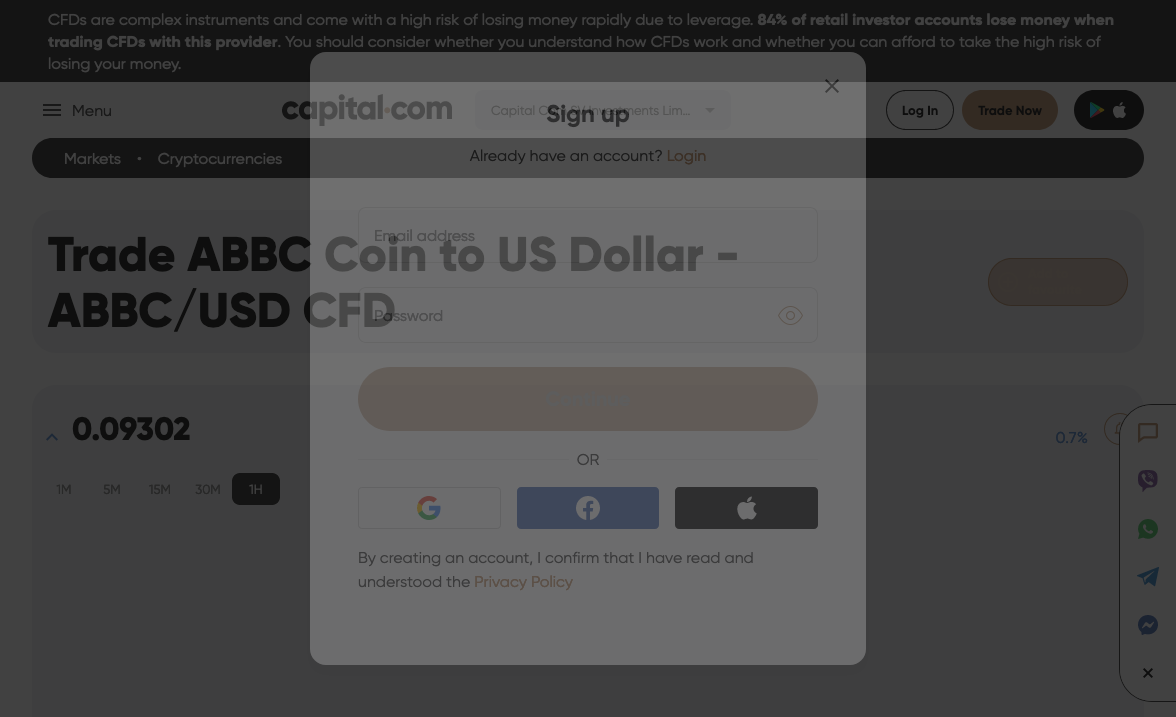 CFDs are complex instruments and come with a high risk of losing money rapidly due to leverage. 84% of retail investor accounts lose money when
trading CFDs with this provider. You should consider whether you understand how CFDs work and whether you can afford to take the high risk of
losing your money.
Menu
capital.com
Capital Com SV Investments Lim...
Log In
Trade Now
Sign up
Markets
Cryptocurrencies
Already have an account? Login
Email address
Trade ABBC Coin to US Dollar -
ABBC/USD CFD
Password
0.09302
0.7%
OR
1M
5M
15M
30M
1H
By creating an account, I confirm that I have read and
understood the Privacy Policy